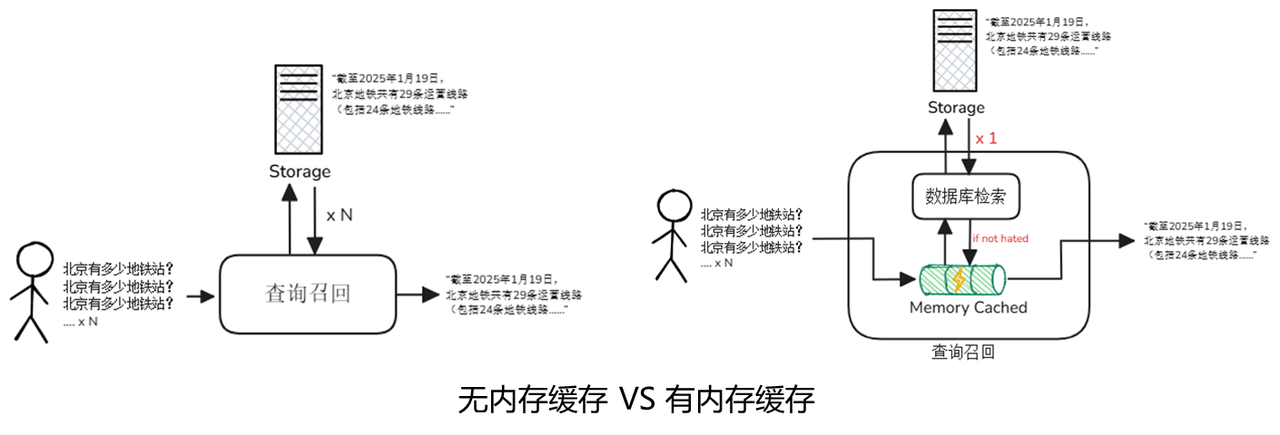 "截至2025年1月19日，
北京地铁共有29条运营线路
（包括24条地铁线路……"
Storage
x N
北京有多少地铁站？
北京有多少地铁站？
北京有多少地铁站？
.... x N
查询召回
"截至2025年1月19日，
北京地铁共有29条运营线路
（包括24条地铁线路……"
"截至2025年1月19日，
北京地铁共有29条运营线路
（包括24条地铁线路……"
Storage
x 1
数据库检索
北京有多少地铁站？
北京有多少地铁站？
北京有多少地铁站？
.... x N
if not hated
Memory Cached
"截至2025年1月19日，
北京地铁共有29条运营线路
（包括24条地铁线路……"
查询召回
无内存缓存 VS 有内存缓存